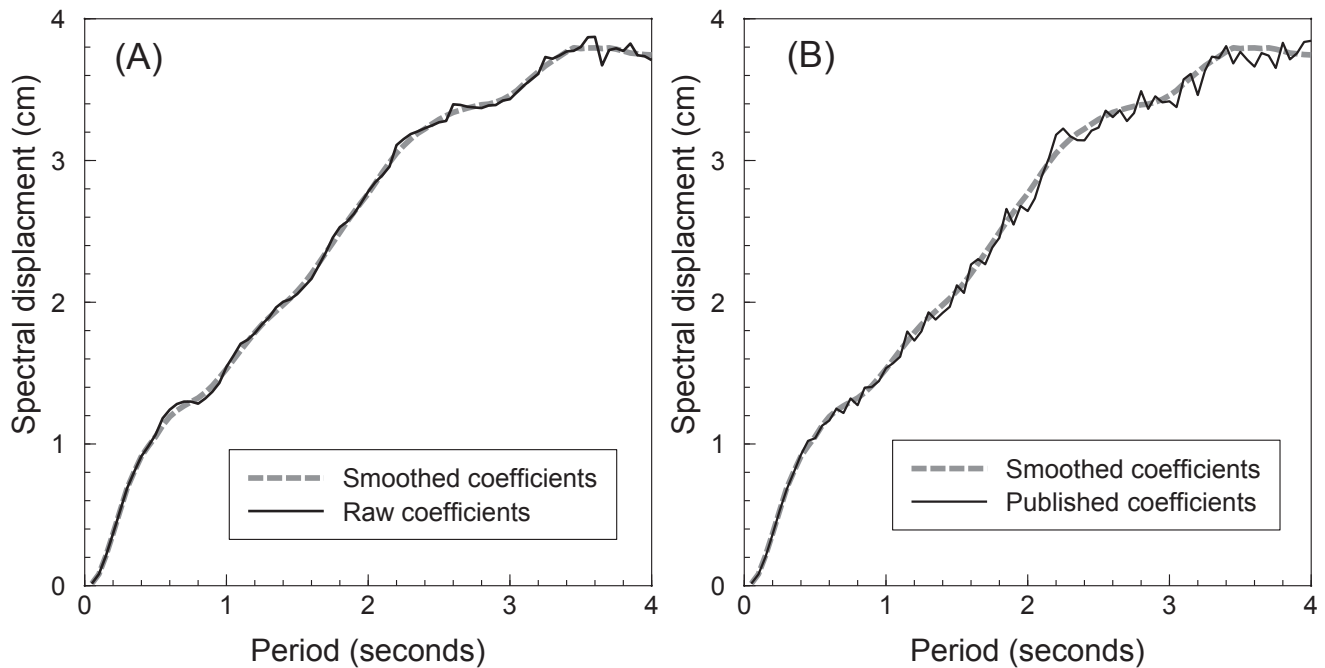 (A)
4
3
2
1
0
Spectral displacment (cm)
Smoothed coefficients
Raw coefficients
0 1 2 3 4
Period (seconds)
(B)
4
3
2
1
0
Spectral displacment (cm)
Smoothed coefficients
Published coefficients
0 1 2 3 4
Period (seconds)